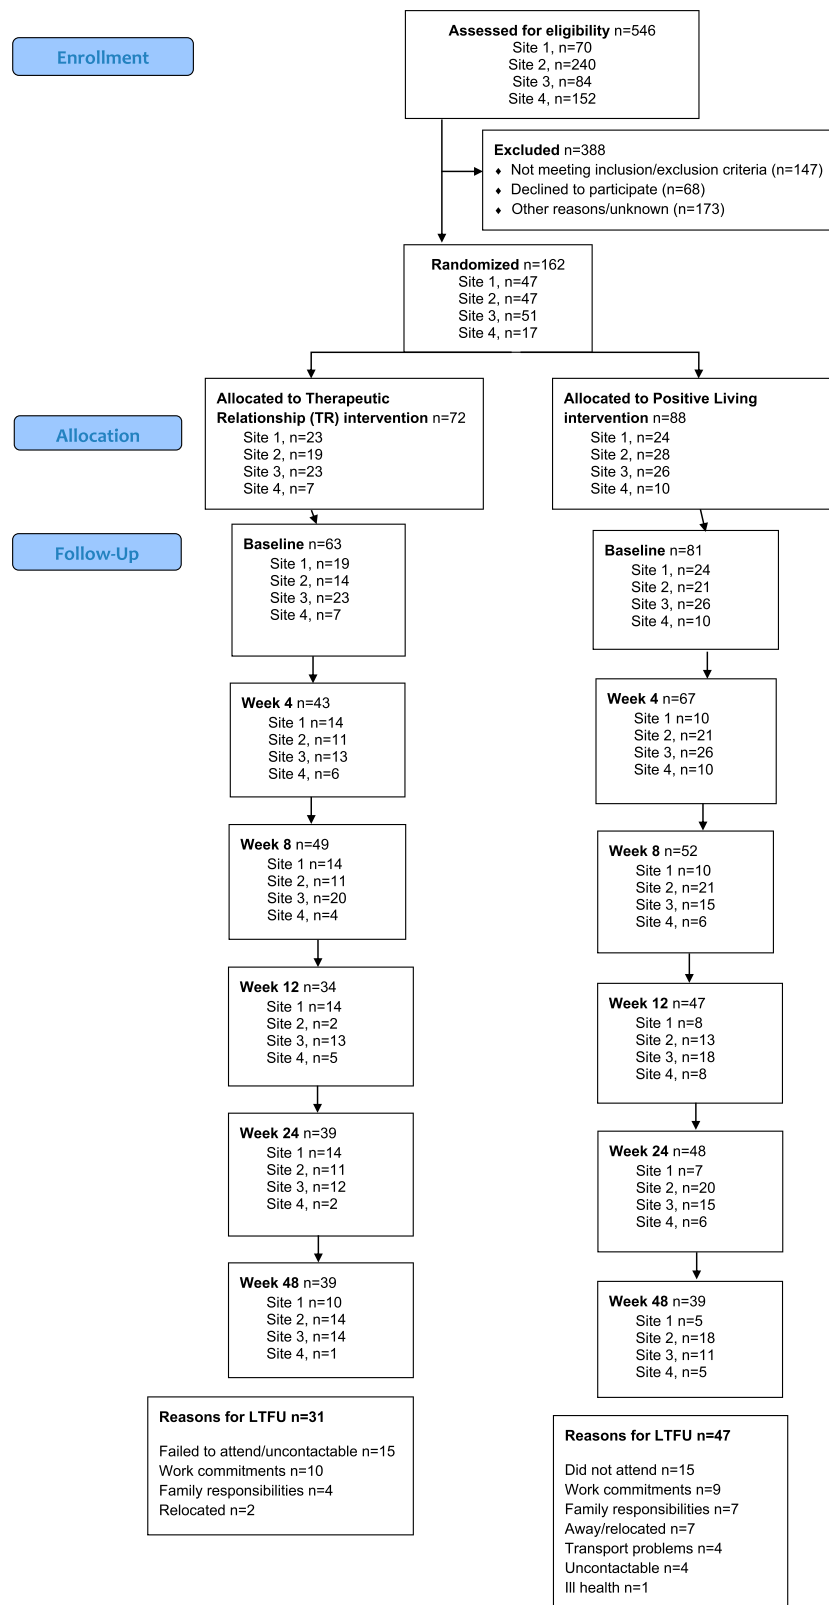 Enrollment
Assessed for eligibility n=546
Site 1, n=70
Site 2, n=240
Site 3, n=84
Site 4, n=152
Excluded n=388
♦ Not meeting inclusion/exclusion criteria (n=147)
♦ Declined to participate (n=68)
♦ Other reasons/unknown (n=173)
Randomized n=162
Site 1, n=47
Site 2, n=47
Site 3, n=51
Site 4, n=17
Allocation
Allocated to Therapeutic
Relationship (TR) intervention n=72
Site 1, n=23
Site 2, n=19
Site 3, n=23
Site 4, n=7
Allocated to Positive Living
intervention n=88
Site 1, n=24
Site 2, n=28
Site 3, n=26
Site 4, n=10
Follow-Up
Baseline n=63
Site 1, n=19
Site 2, n=14
Site 3, n=23
Site 4, n=7
Baseline n=81
Site 1, n=24
Site 2, n=21
Site 3, n=26
Site 4, n=10
Week 4 n=43
Site 1 n=14
Site 2, n=11
Site 3, n=13
Site 4, n=6
Week 4 n=67
Site 1 n=10
Site 2, n=21
Site 3, n=26
Site 4, n=10
Week 8 n=49
Site 1 n=14
Site 2, n=11
Site 3, n=20
Site 4, n=4
Week 8 n=52
Site 1 n=10
Site 2, n=21
Site 3, n=15
Site 4, n=6
Week 12 n=34
Site 1 n=14
Site 2, n=2
Site 3, n=13
Site 4, n=5
Week 12 n=47
Site 1 n=8
Site 2, n=13
Site 3, n=18
Site 4, n=8
Week 24 n=39
Site 1 n=14
Site 2, n=11
Site 3, n=12
Site 4, n=2
Week 24 n=48
Site 1 n=7
Site 2, n=20
Site 3, n=15
Site 4, n=6
Week 48 n=39
Site 1 n=10
Site 2, n=14
Site 3, n=14
Site 4, n=1
Week 48 n=39
Site 1 n=5
Site 2, n=18
Site 3, n=11
Site 4, n=5
Reasons for LTFU n=31
Failed to attend/uncontactable n=15
Work commitments n=10
Family responsibilities n=4
Relocated n=2
Reasons for LTFU n=47
Did not attend n=15
Work commitments n=9
Family responsibilities n=7
Away/relocated n=7
Transport problems n=4
Uncontactable n=4
Ill health n=1